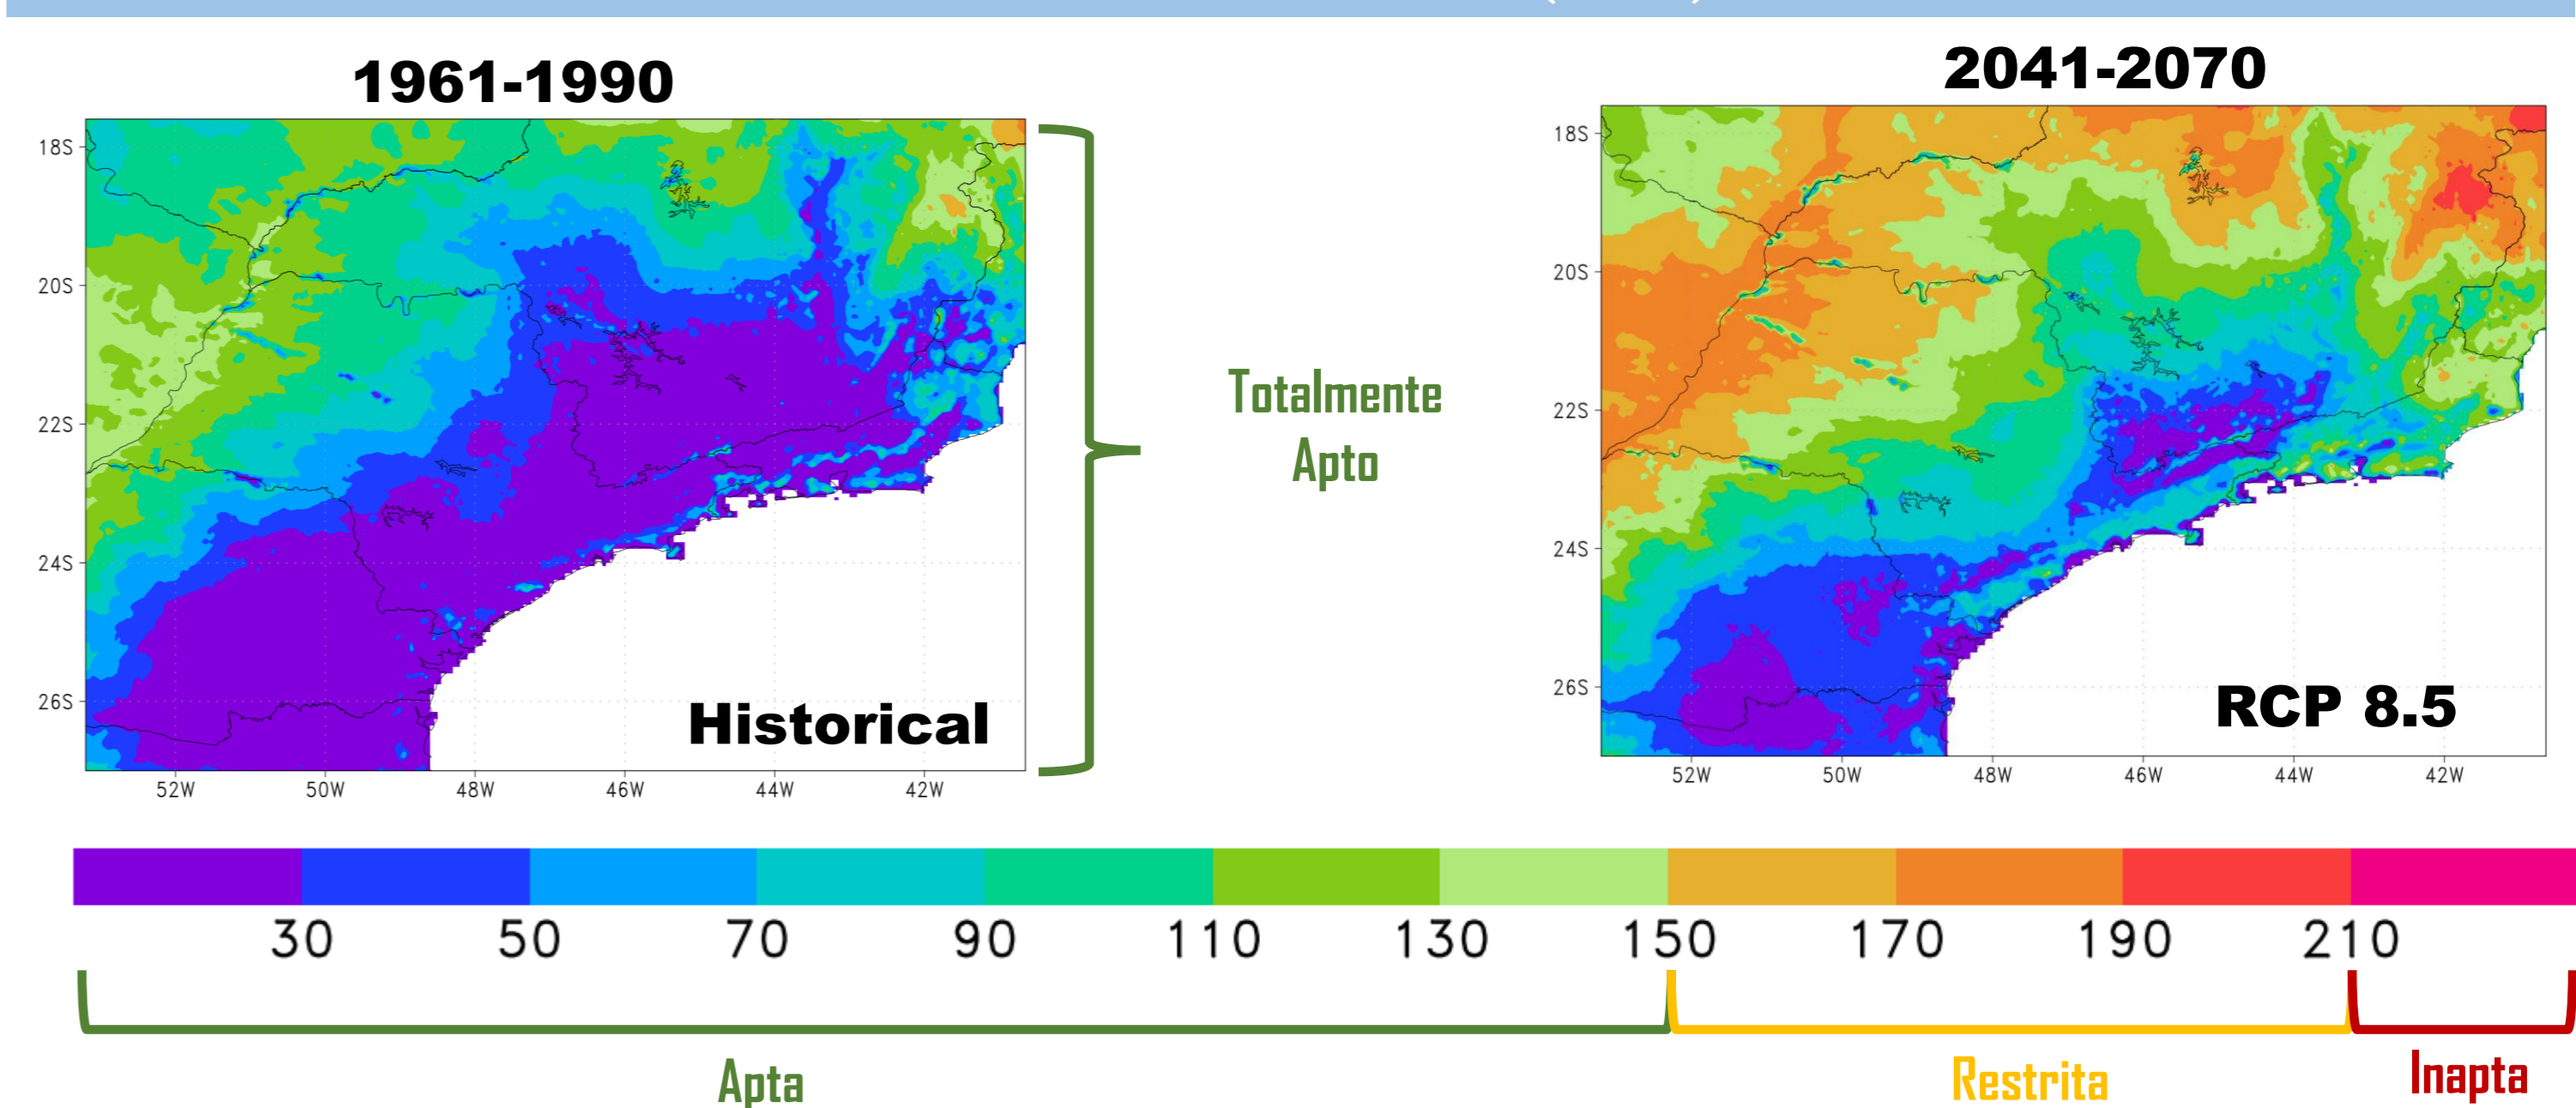 1961-1990
2041-2070
18S
20S
22S
24S
26S
52W 50W 48W 46W 44W 42W
Historical
Totalmente
Apto
18S
20S
22S
24S
26S
52W 50W 48W 46W 44W 42W
RCP 8.5
30 50 70 90 110 130 150 170 190 210
Apta
Restrita
Inapta